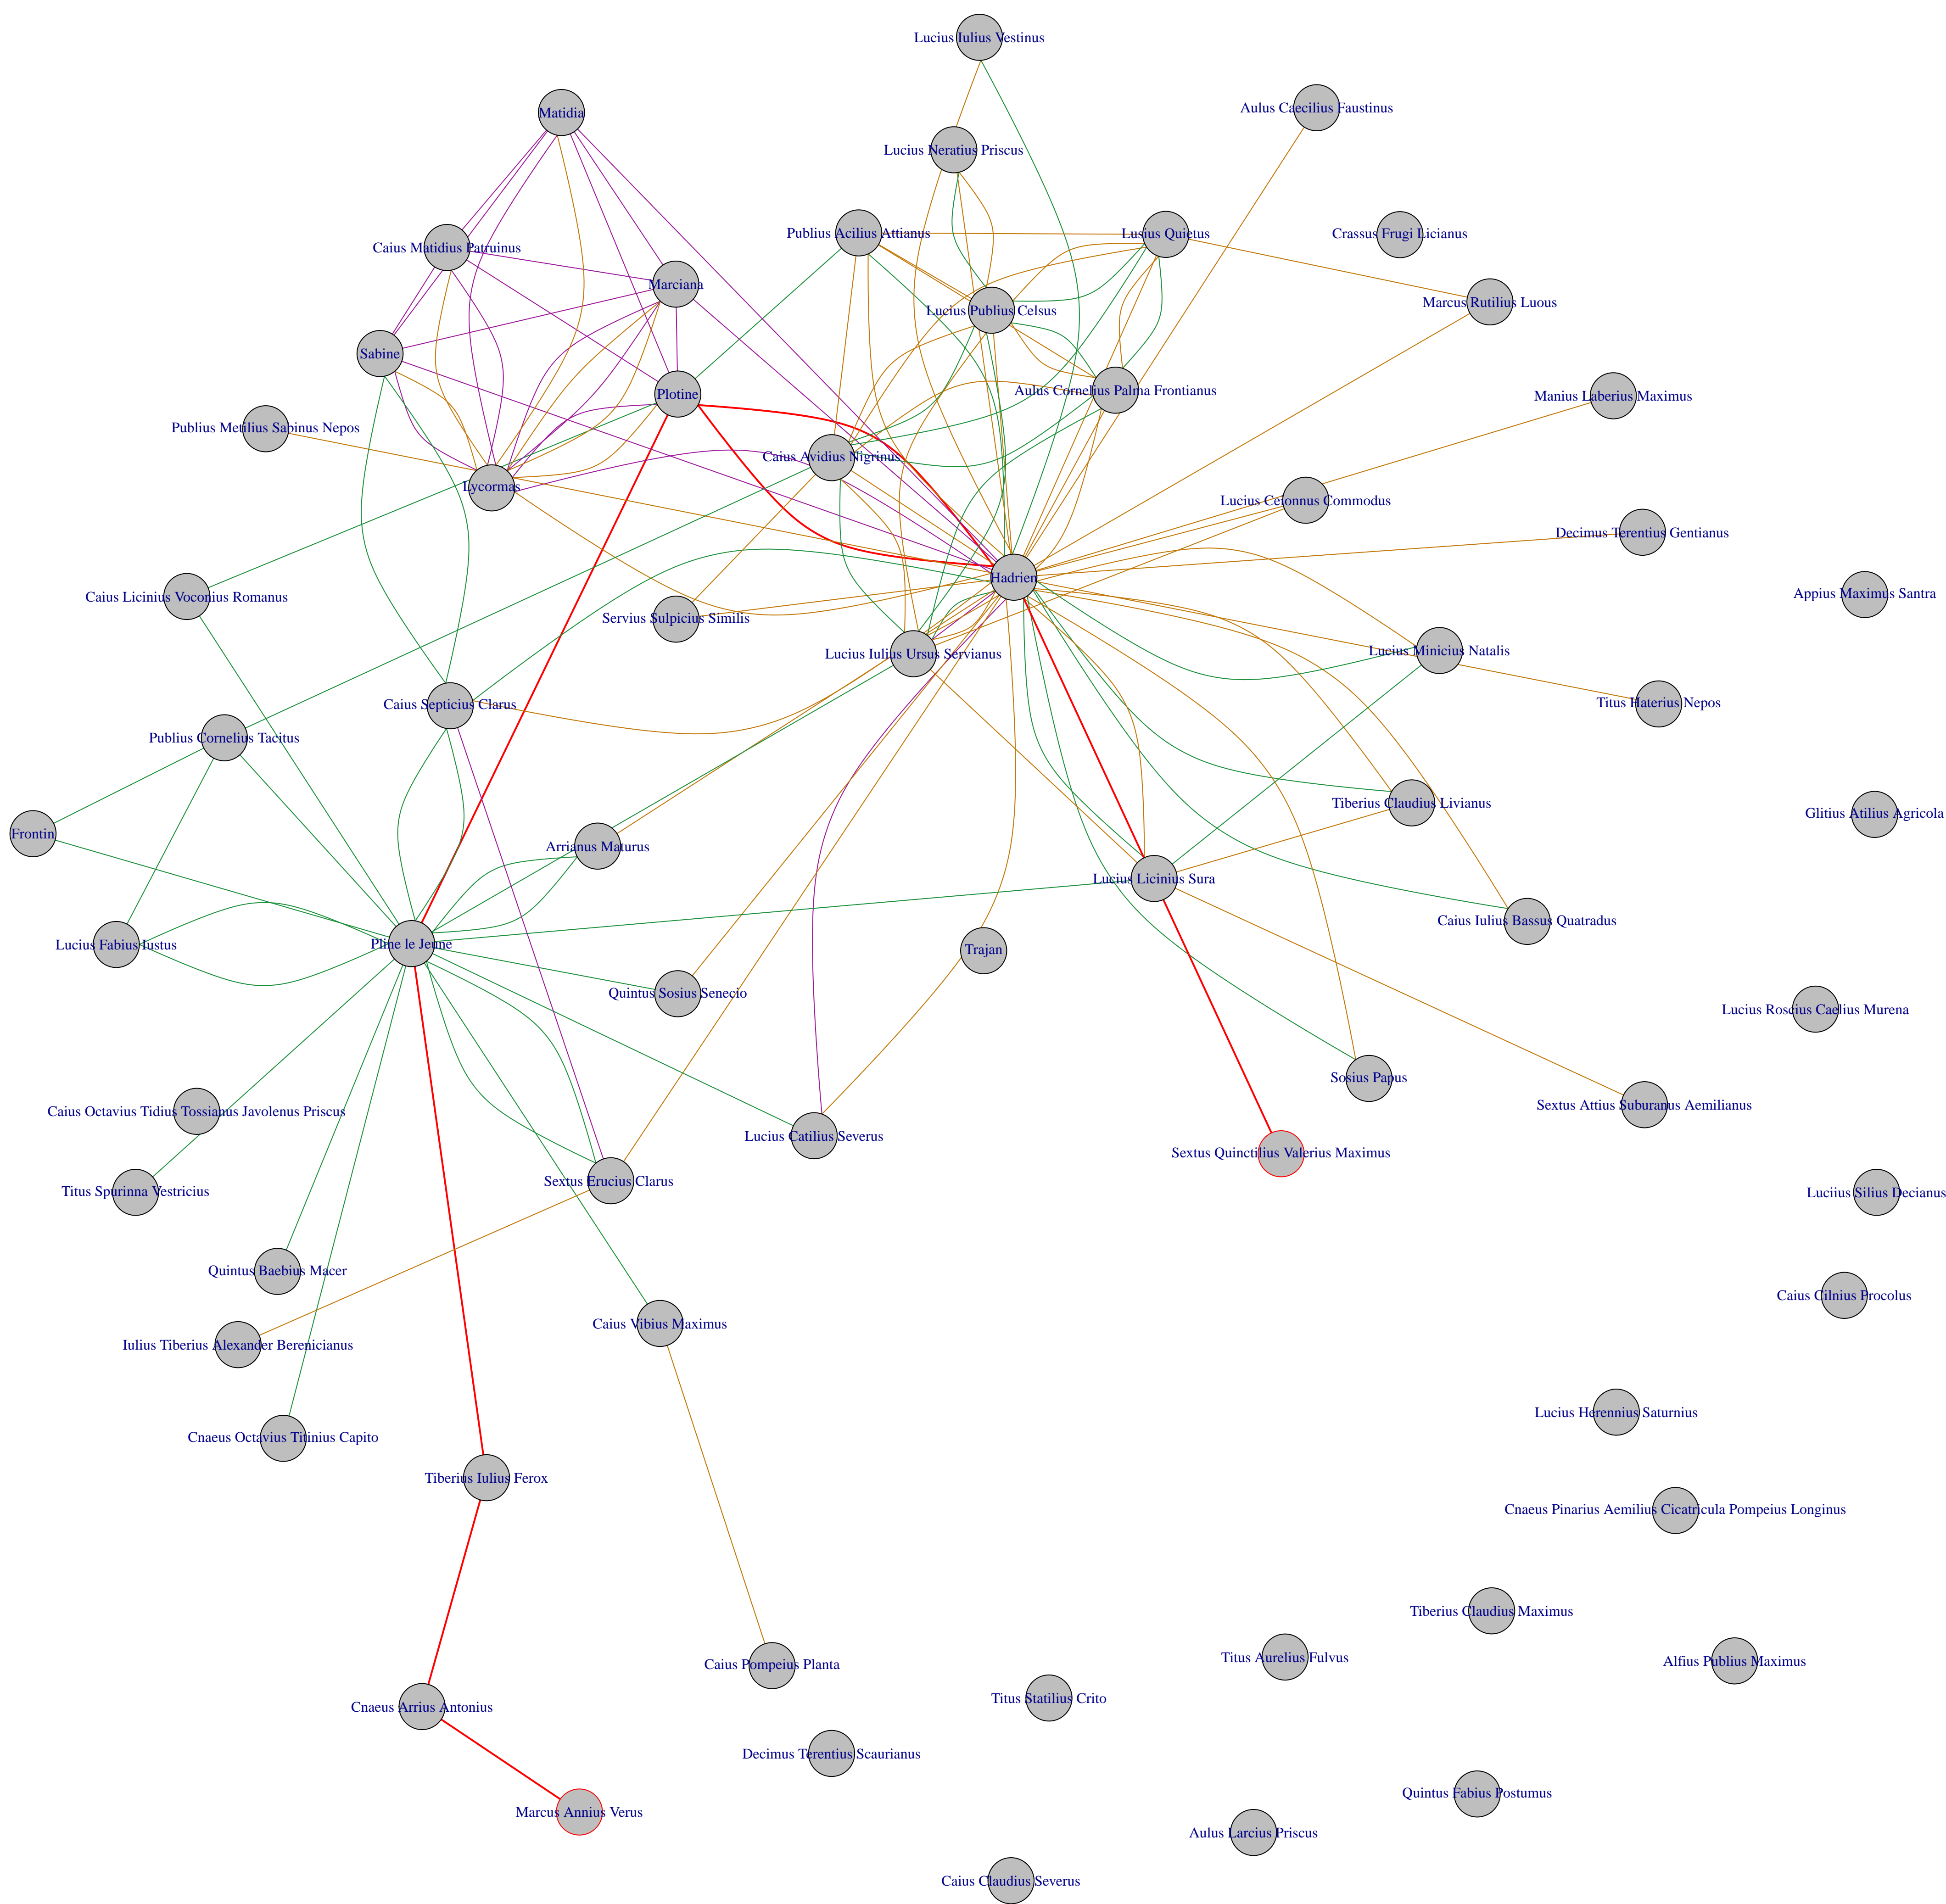 Lucius Iulius Vestinus
Matidia
Aulus Caecilius Faustinus
Lucius Neratius Priscus
Publius Acilius Attianus
Lusius Quietus
Crassus Frugi Licianus
Caius Matidius Patruinus
Marciana
Lucius Publius Celsus
Marcus Rutilius Luous
Sabine
Plotine
Aulus Cornelius Palma Frontianus
Manius Laberius Maximus
Publius Metilius Sabinus Nepos
Caius Avidius Nigrinus
Lycormas
Lucius Ceionnus Commodus
Decimus Terentius Gentianus
Hadrien
Caius Licinius Voconius Romanus
Appius Maximus Santra
Servius Sulpicius Similis
Lucius Iulius Ursus Servianus
Lucius Minicius Natalis
Caius Septicius Clarus
Titus Haterius Nepos
Publius Cornelius Tacitus
Tiberius Claudius Livianus
Glitius Atilius Agricola
Frontin
Arrianus Maturus
Lucius Licinius Sura
Caius Iulius Bassus Quatradus
Lucius Fabius Iustus
Pline le Jeune
Trajan
Quintus Sosius Senecio
Lucius Roscius Caelius Murena
Sosius Papus
Caius Octavius Tidius Tossianus Javolenus Priscus
Sextus Attius Suburanus Aemilianus
Lucius Catilius Severus
Sextus Quinctilius Valerius Maximus
Sextus Erucius Clarus
Titus Spurinna Vestricius
Luciius Silius Decianus
Quintus Baebius Macer
Caius Cilnius Procolus
Caius Vibius Maximus
Iulius Tiberius Alexander Berenicianus
Lucius Herennius Saturnius
Cnaeus Octavius Titinius Capito
Tiberius Iulius Ferox
Cnaeus Pinarius Aemilius Cicatricula Pompeius Longinus
Tiberius Claudius Maximus
Titus Aurelius Fulvus
Alfius Publius Maximus
Caius Pompeius Planta
Titus Statilius Crito
Cnaeus Arrius Antonius
Decimus Terentius Scaurianus
Quintus Fabius Postumus
Marcus Annius Verus
Aulus Larcius Priscus
Caius Claudius Severus